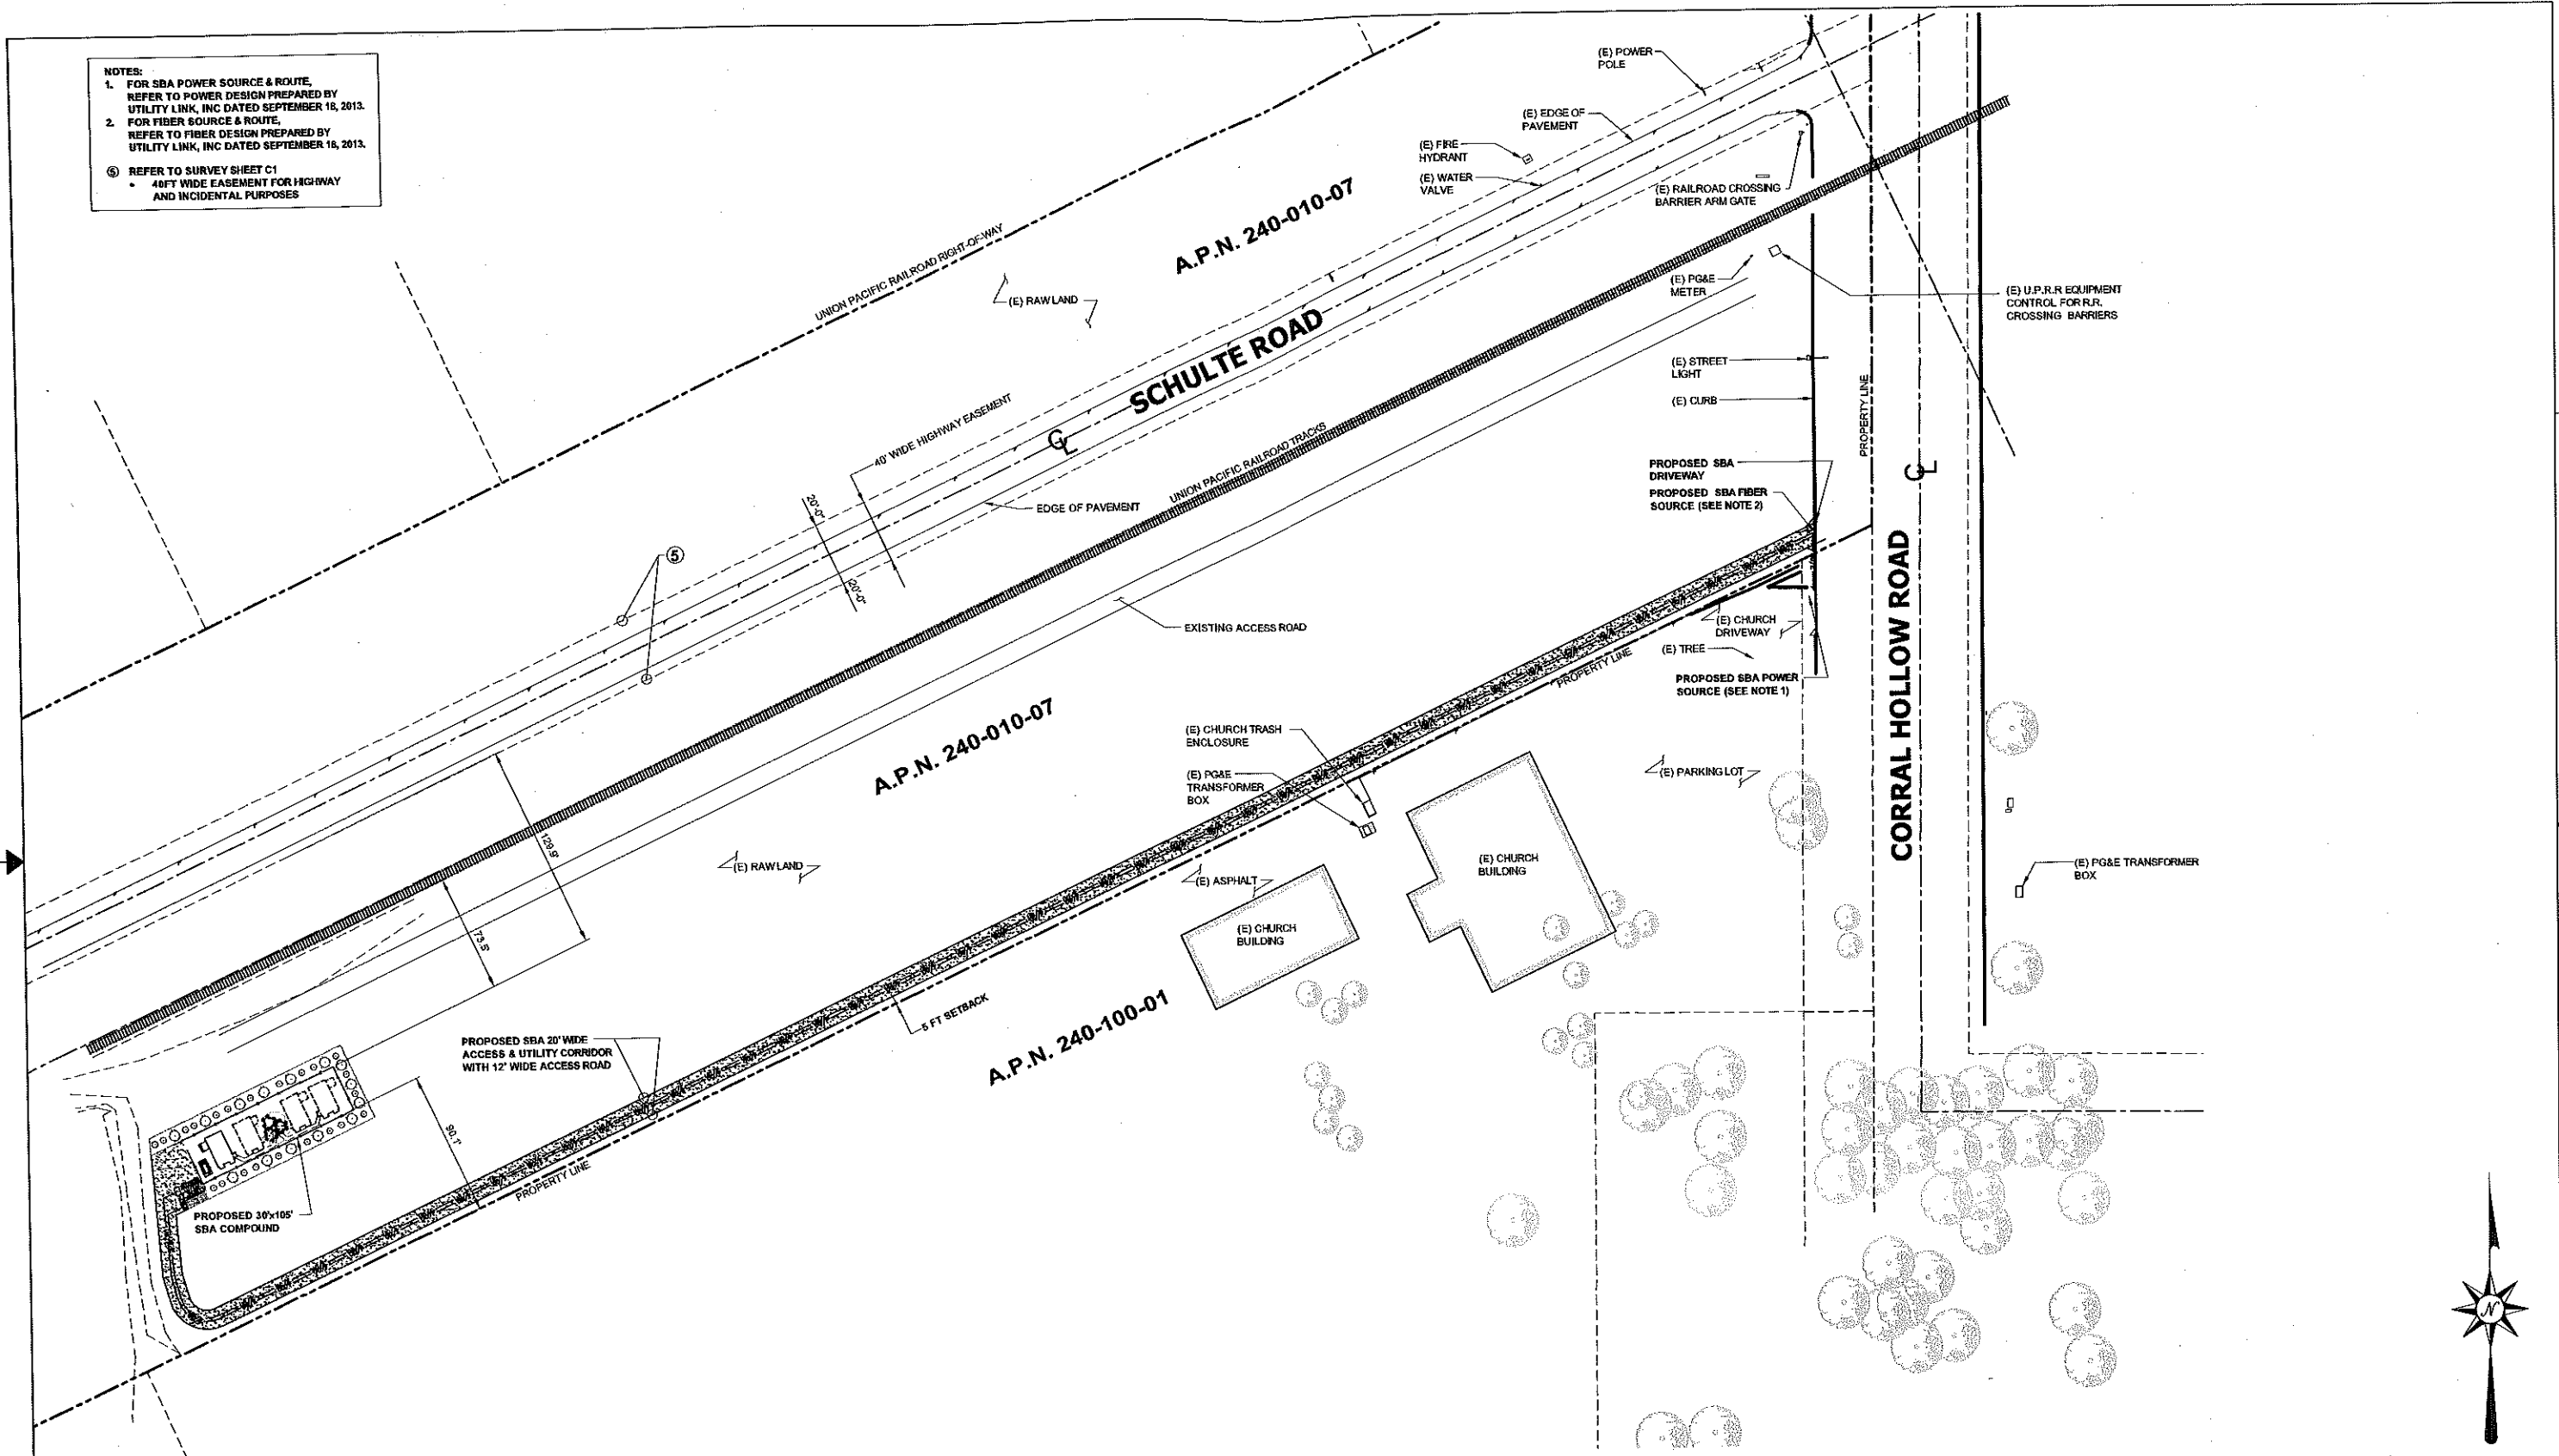 NOTES:
1. FOR SBA POWER SOURCE & ROUTE,
REFER TO POWER DESIGN PREPARED BY
UTILITY LINK, INC DATED SEPTEMBER 18, 2013.
2. FOR FIBER SOURCE & ROUTE,
REFER TO FIBER DESIGN PREPARED BY
UTILITY LINK, INC DATED SEPTEMBER 18, 2013.
⑤ REFER TO SURVEY SHEET C1
• 40FT WIDE EASEMENT FOR HIGHWAY
AND INCIDENTAL PURPOSES
(E) POWER
POLE
(E) EDGE OF
PAVEMENT
(E) FIRE
HYDRANT
(E) WATER
VALVE
(E) RAILROAD CROSSING
BARRIER ARM GATE
A.P.N. 240-010-07
UNION PACIFIC RAILROAD RIGHT-OF-WAY
(E) RAW LAND
(E) PG&E
METER
(E) U.P.R.R EQUIPMENT
CONTROL FOR R.R.
CROSSING BARRIERS
SCHULTE ROAD
(E) STREET
LIGHT
(E) CURB
PROPERTY LINE
40' WIDE HIGHWAY EASEMENT
CL
UNION PACIFIC RAILROAD TRACKS
PROPOSED SBA
DRIVEWAY
PROPOSED SBA FIBER
SOURCE (SEE NOTE 2)
CL
20'-0"
EDGE OF PAVEMENT
⑤
20'-0"
EXISTING ACCESS ROAD
(E) CHURCH
DRIVEWAY
(E) TREE
PROPERTY LINE
PROPOSED SBA POWER
SOURCE (SEE NOTE 1)
CORRAL HOLLOW ROAD
A.P.N. 240-010-07
(E) CHURCH TRASH
ENCLOSURE
(E) PG&E
TRANSFORMER
BOX
(E) PARKING LOT
129.9'
(E) RAW LAND
(E) ASPHALT
(E) CHURCH
BUILDING
(E) PG&E TRANSFORMER
BOX
73.5'
(E) CHURCH
BUILDING
5 FT SETBACK
A.P.N. 240-100-01
PROPOSED SBA 20' WIDE
ACCESS & UTILITY CORRIDOR
WITH 12' WIDE ACCESS ROAD
90.1'
PROPERTY LINE
PROPOSED 30'x105'
SBA COMPOUND
N